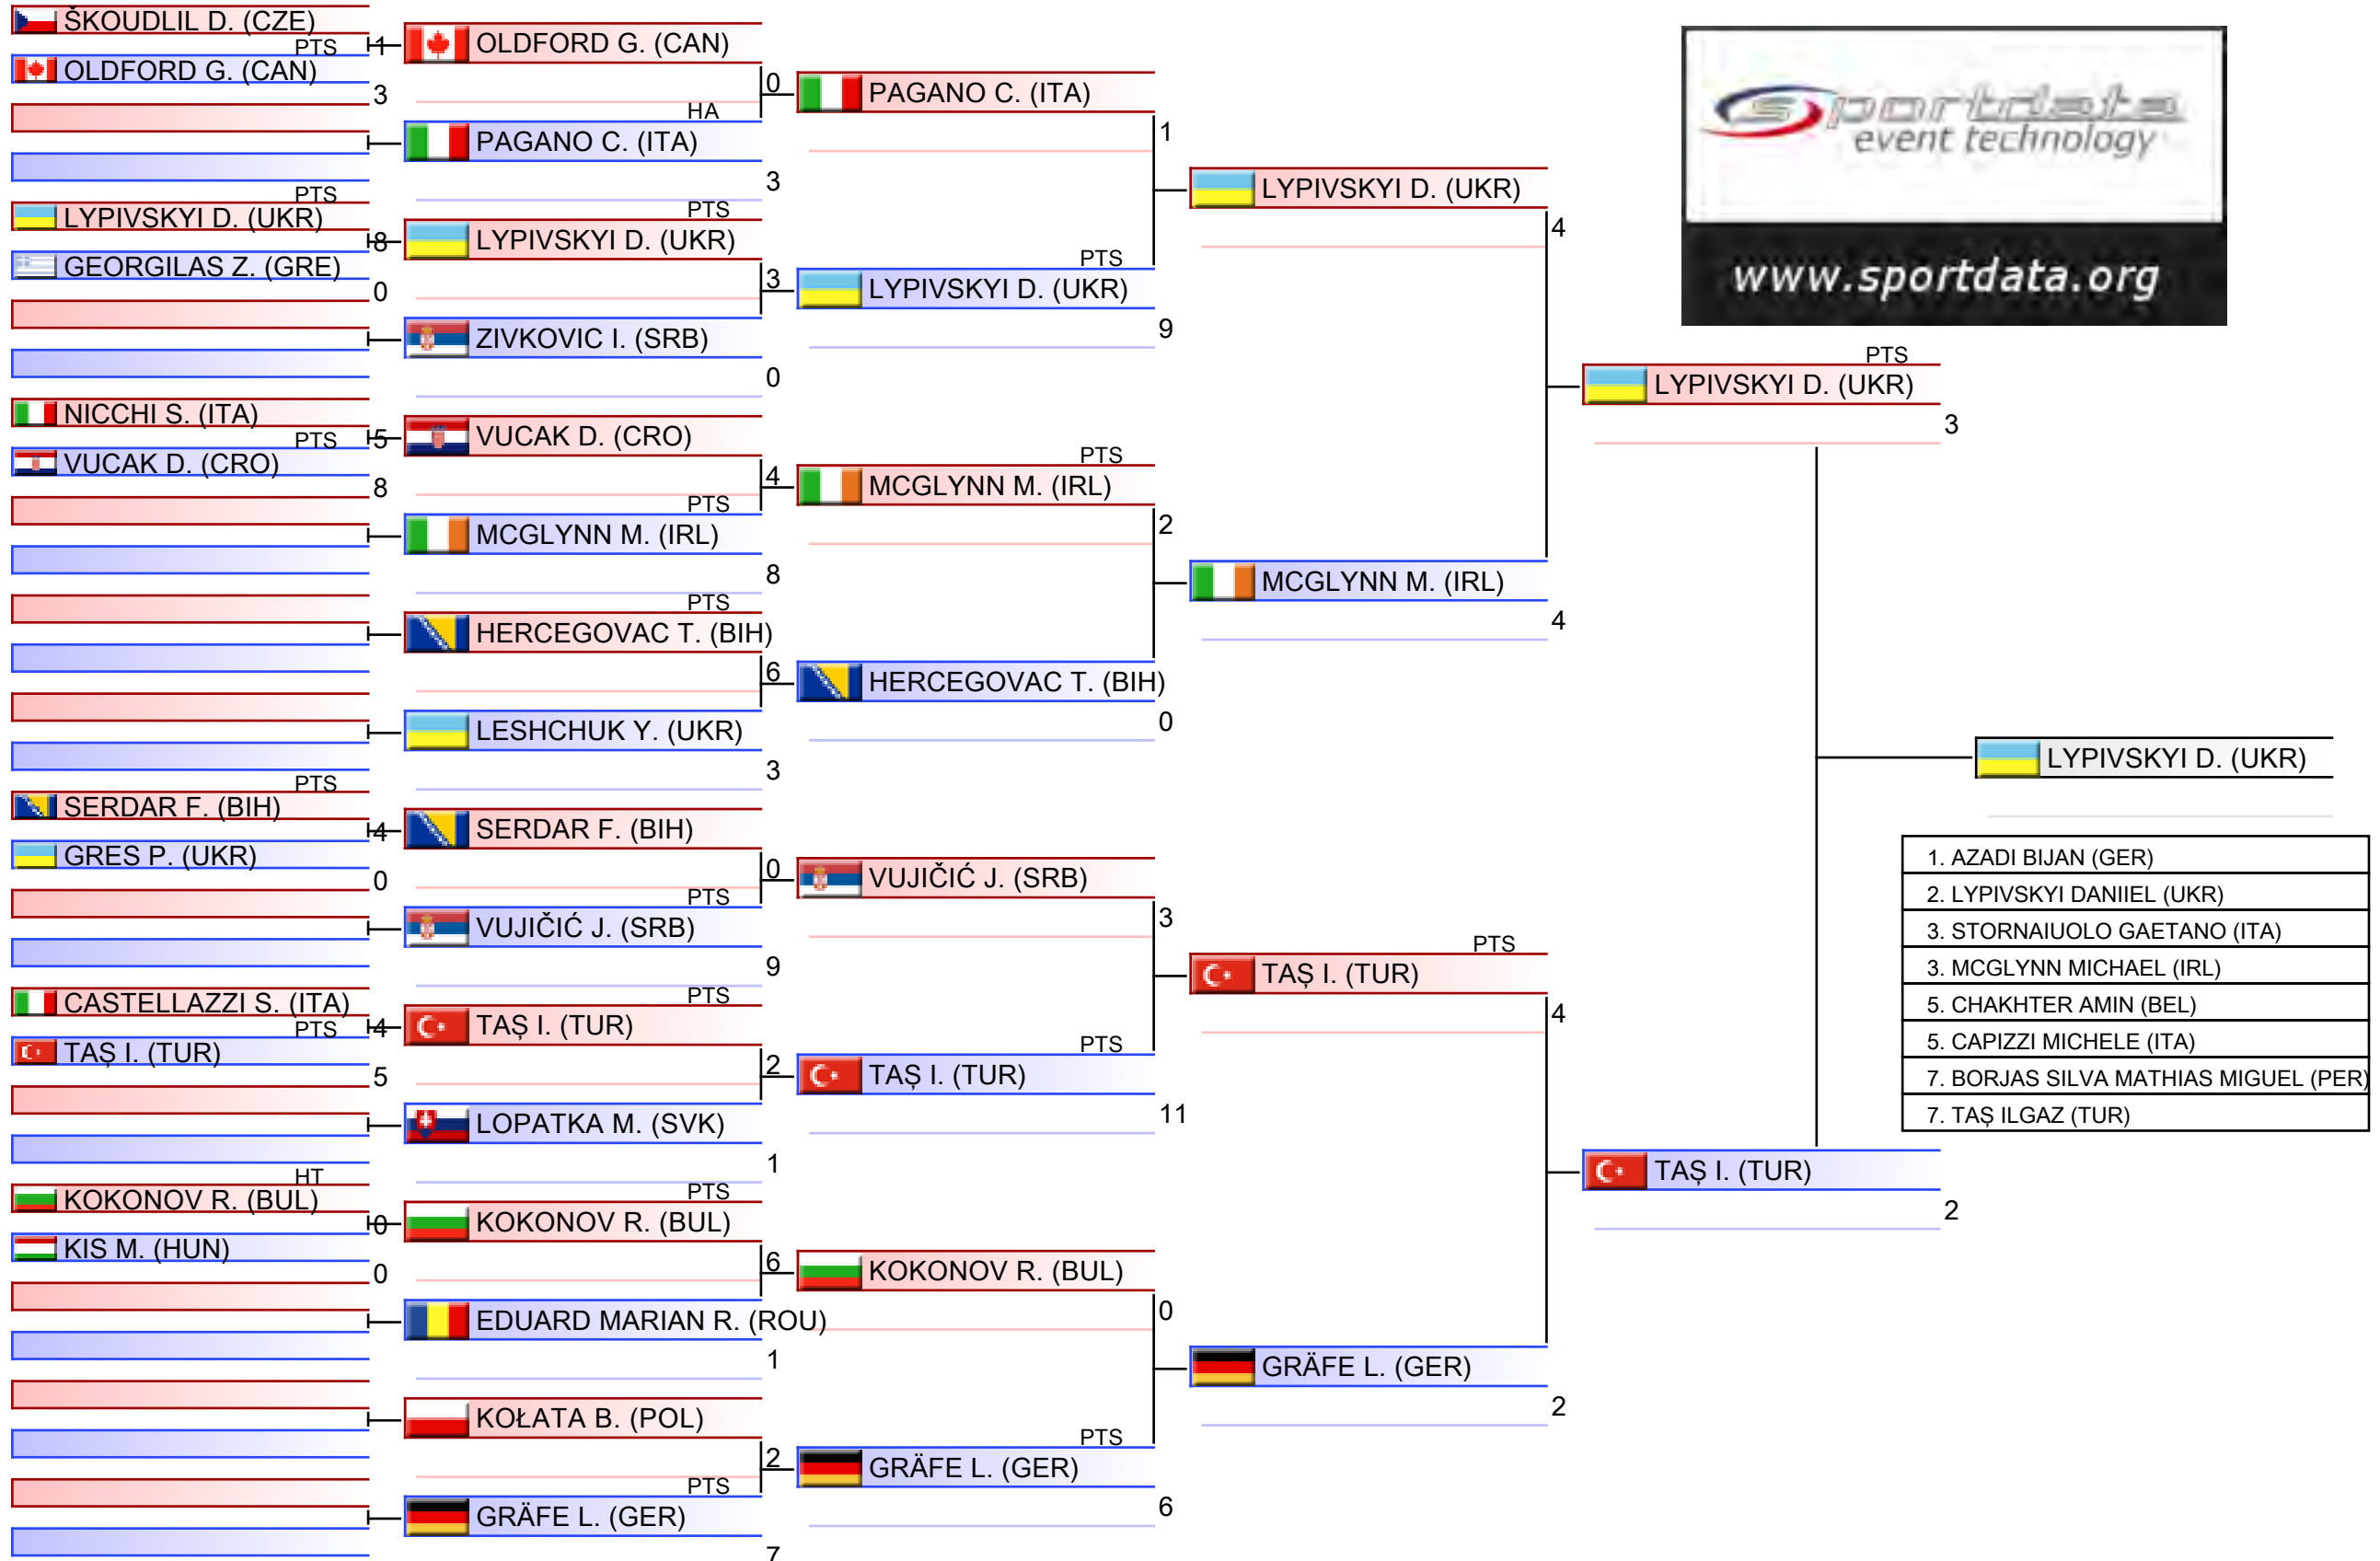 ŠKOUDLIL D. (CZE)
PTS 1
OLDFORD G. (CAN)
3
PTS
LYPIVSKYI D. (UKR)
8
GEORGILAS Z. (GRE)
0
NICCHI S. (ITA)
PTS 5
VUCAK D. (CRO)
8
PTS
SERDAR F. (BIH)
4
GRES P. (UKR)
0
CASTELLAZZI S. (ITA)
PTS 4
TAŞ I. (TUR)
5
HT
KOKONOV R. (BUL)
0
KIS M. (HUN)
0
OLDFORD G. (CAN)
0
HA
PAGANO C. (ITA)
3
PTS
LYPIVSKYI D. (UKR)
3
ZIVKOVIC I. (SRB)
0
VUCAK D. (CRO)
4
PTS
MCGLYNN M. (IRL)
8
PTS
HERCEGOVAC T. (BIH)
6
LESHCHUK Y. (UKR)
3
SERDAR F. (BIH)
0
PTS
VUJIČIĆ J. (SRB)
9
PTS
TAŞ I. (TUR)
2
LOPATKA M. (SVK)
1
PTS
KOKONOV R. (BUL)
6
EDUARD MARIAN R. (ROU)
1
KOŁATA B. (POL)
2
PTS
GRÄFE L. (GER)
7
PAGANO C. (ITA)
1
PTS
LYPIVSKYI D. (UKR)
9
PTS
MCGLYNN M. (IRL)
2
HERCEGOVAC T. (BIH)
0
VUJIČIĆ J. (SRB)
3
PTS
TAŞ I. (TUR)
11
KOKONOV R. (BUL)
0
PTS
GRÄFE L. (GER)
6
LYPIVSKYI D. (UKR)
4
MCGLYNN M. (IRL)
4
PTS
TAŞ I. (TUR)
4
GRÄFE L. (GER)
2
PTS
LYPIVSKYI D. (UKR)
3
TAŞ I. (TUR)
2
LYPIVSKYI D. (UKR)
sportdata
event technology
www.sportdata.org
1. AZADI BIJAN (GER)
2. LYPIVSKYI DANIIEL (UKR)
3. STORNAIUOLO GAETANO (ITA)
3. MCGLYNN MICHAEL (IRL)
5. CHAKHTER AMIN (BEL)
5. CAPIZZI MICHELE (ITA)
7. BORJAS SILVA MATHIAS MIGUEL (PER)
7. TAŞ ILGAZ (TUR)